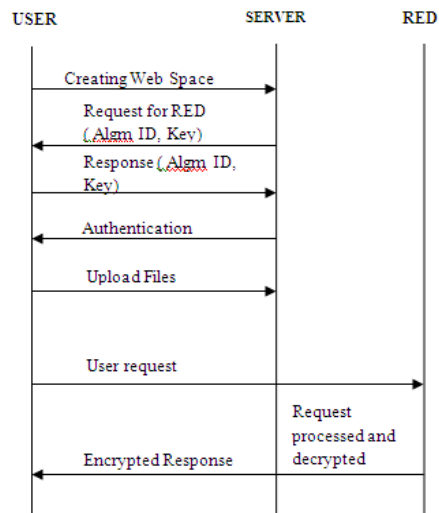 USER SERVER RED
Creating Web Space
Request for RED
( Algm ID, Key)
Response ( Algm ID,
Key)
Authentication
Upload Files
User request
Request
processed and
decrypted
Encrypted Response